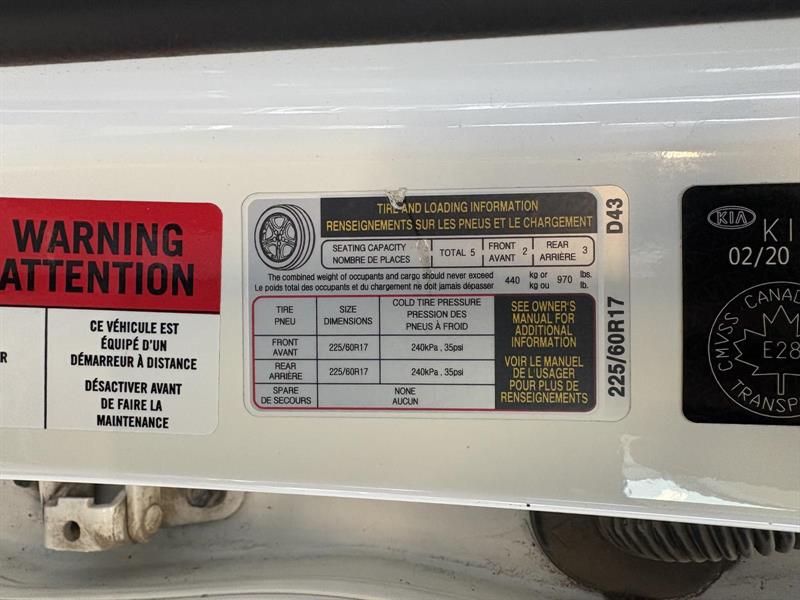 WARNING
ATTENTION
CE VÉHICULE EST
ÉQUIPÉ D'UN
DÉMARREUR À DISTANCE
DÉSACTIVER AVANT
DE FAIRE LA
MAINTENANCE
TIRE AND LOADING INFORMATION
RENSEIGNEMENTS SUR LES PNEUS ET LE CHARGEMENT
SEATING CAPACITY
NOMBRE DE PLACES
TOTAL 5
FRONT
AVANT 2
REAR
ARRIÈRE 3
The combined weight of occupants and cargo should never exceed
Le poids total des occupants et du chargement ne doit jamais dépasser
440 kg or
kg ou
970 lbs.
lb.
TIRE
PNEU
SIZE
DIMENSIONS
COLD TIRE PRESSURE
PRESSION DES
PNEUS À FROID
FRONT
AVANT
225/60R17
240kPa , 35psi
REAR
ARRIÈRE
225/60R17
240kPa , 35psi
SPARE
DE SECOURS
NONE
AUCUN
SEE OWNER'S
MANUAL FOR
ADDITIONAL
INFORMATION
VOIR LE MANUEL
DE L'USAGER
POUR PLUS DE
RENSEIGNEMENTS
225/60R17 D43
KIA
KI
02/20
CMVSS CANADA
E28
TRANSP